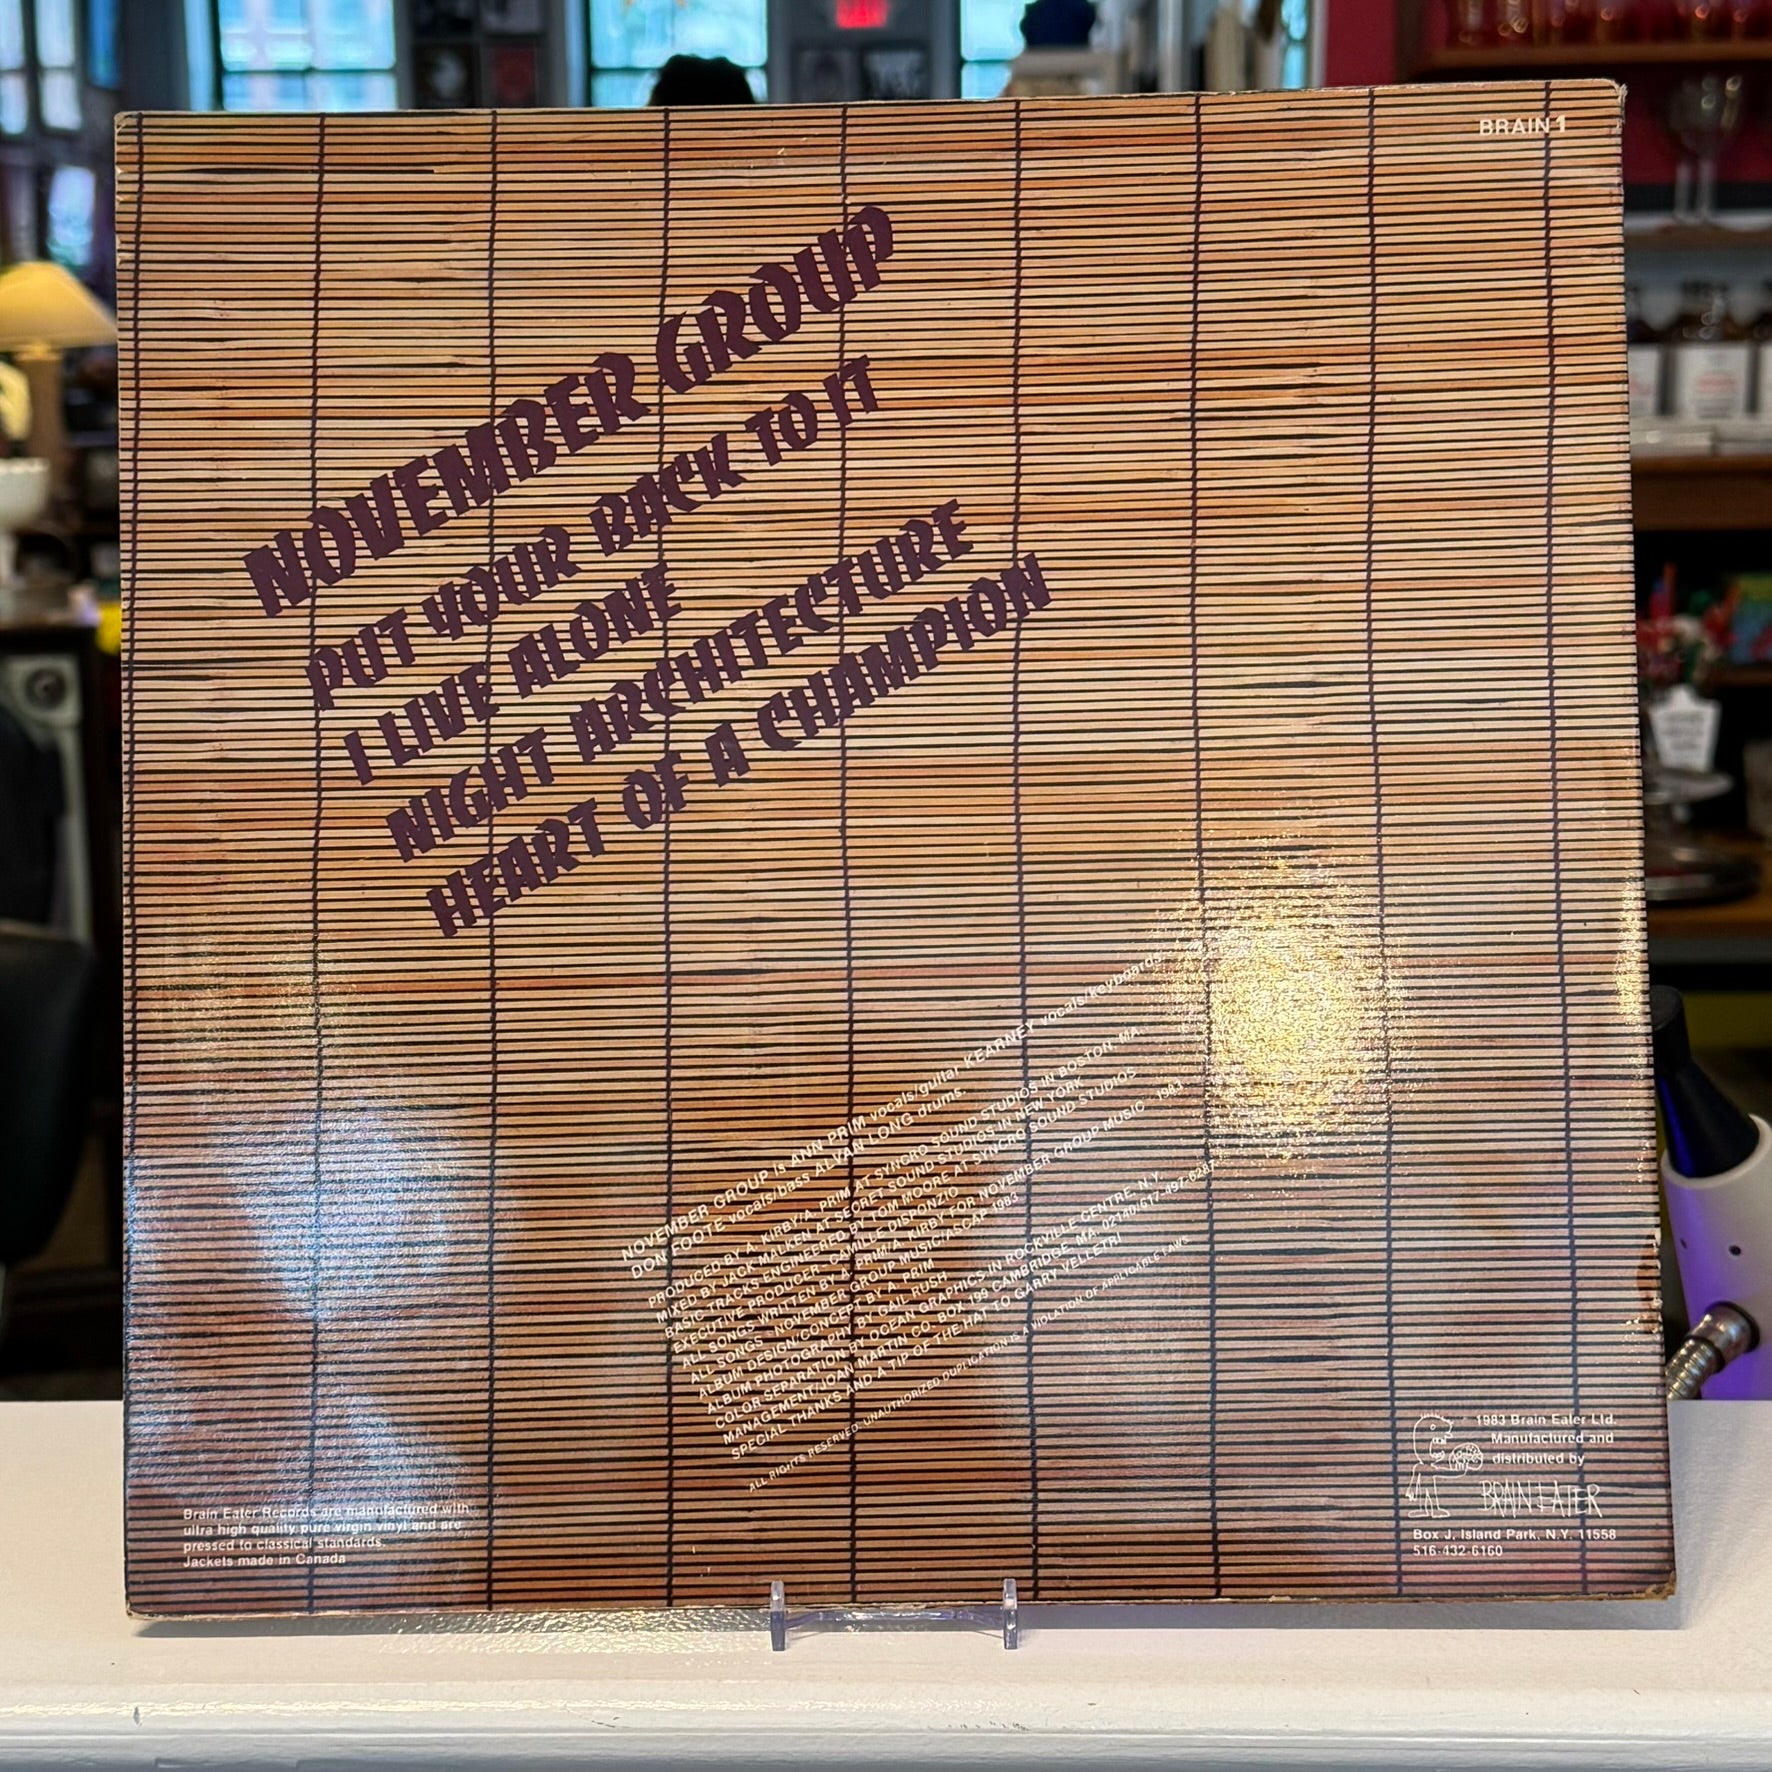 BRAIN 1
NOVEMBER GROUP
PUT YOUR BACK TO IT
I LIVE ALONE
NIGHT ARCHITECTURE
HEART OF A CHAMPION
NOVEMBER GROUP is ANN PRIM vocals/guitar KEARNEY vocals/keyboards
DON FOOTE vocals/bass ALVAN LONG drums.
PRODUCED BY A. KIRBY/A. PRIM AT SYNCRO SOUND STUDIOS IN BOSTON, MA.
MIXED BY JACK MALKEN AT SECRET SOUND STUDIOS IN NEW YORK
BASIC TRACKS ENGINEERED BY TOM MOORE AT SYNCRO SOUND STUDIOS
EXECUTIVE PRODUCER - CAMILLE DISPONZIO
ALL SONGS WRITTEN BY A. PRIM/A. KIRBY FOR NOVEMBER GROUP MUSIC 1983
ALL SONGS - NOVEMBER GROUP MUSIC/ASCAP 1983
ALBUM DESIGN/CONCEPT BY A. PRIM
ALBUM PHOTOGRAPHY BY GAIL RUSH
COLOR SEPARATION BY OCEAN GRAPHICS IN ROCKVILLE CENTRE, N.Y.
MANAGEMENT/JOAN MARTIN CO. BOX 199 CAMBRIDGE, MA. 02140/617-497-6287
SPECIAL THANKS AND A TIP OF THE HAT TO GARRY VELLETRI
ALL RIGHTS RESERVED. UNAUTHORIZED DUPLICATION IS A VIOLATION OF APPLICABLE LAWS
Brain Eater Records are manufactured with
ultra high quality pure virgin vinyl and are
pressed to classical standards.
Jackets made in Canada
1983 Brain Eater Ltd.
Manufactured and
distributed by
BRAIN EATER
Box J, Island Park, N.Y. 11558
516-432-6160